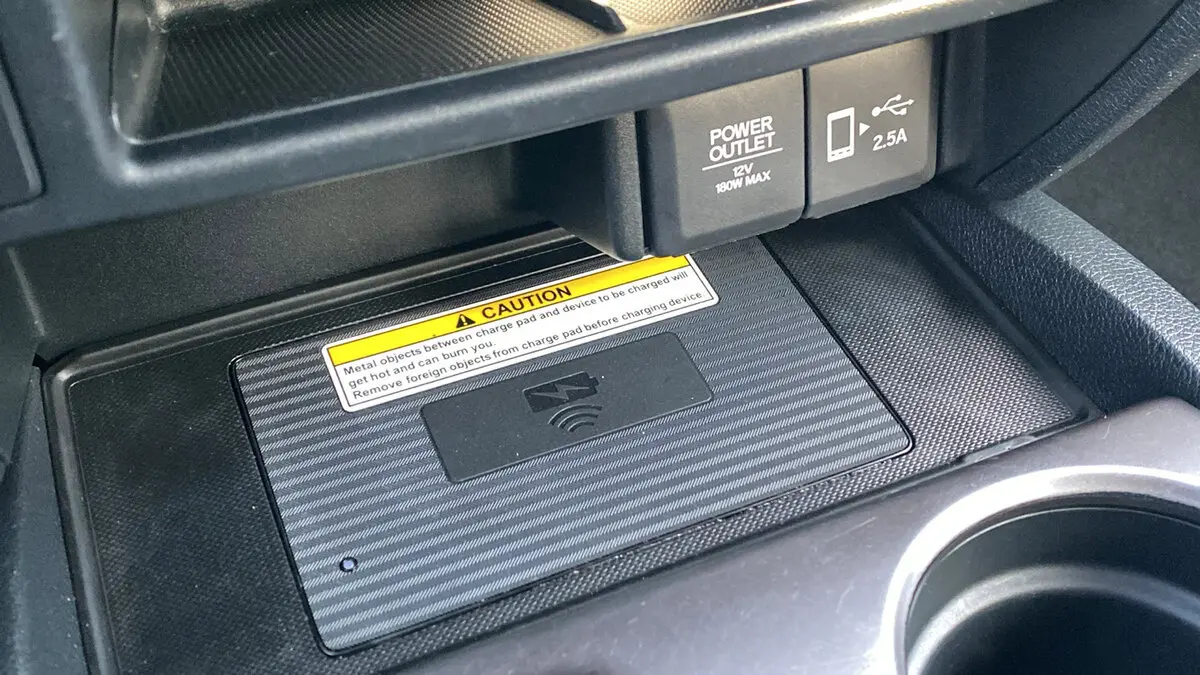 POWER
OUTLET
12V
180W MAX
2.5A
CAUTION
Metal objects between charge pad and device to be charged will
get hot and can burn you.
Remove foreign objects from charge pad before charging device